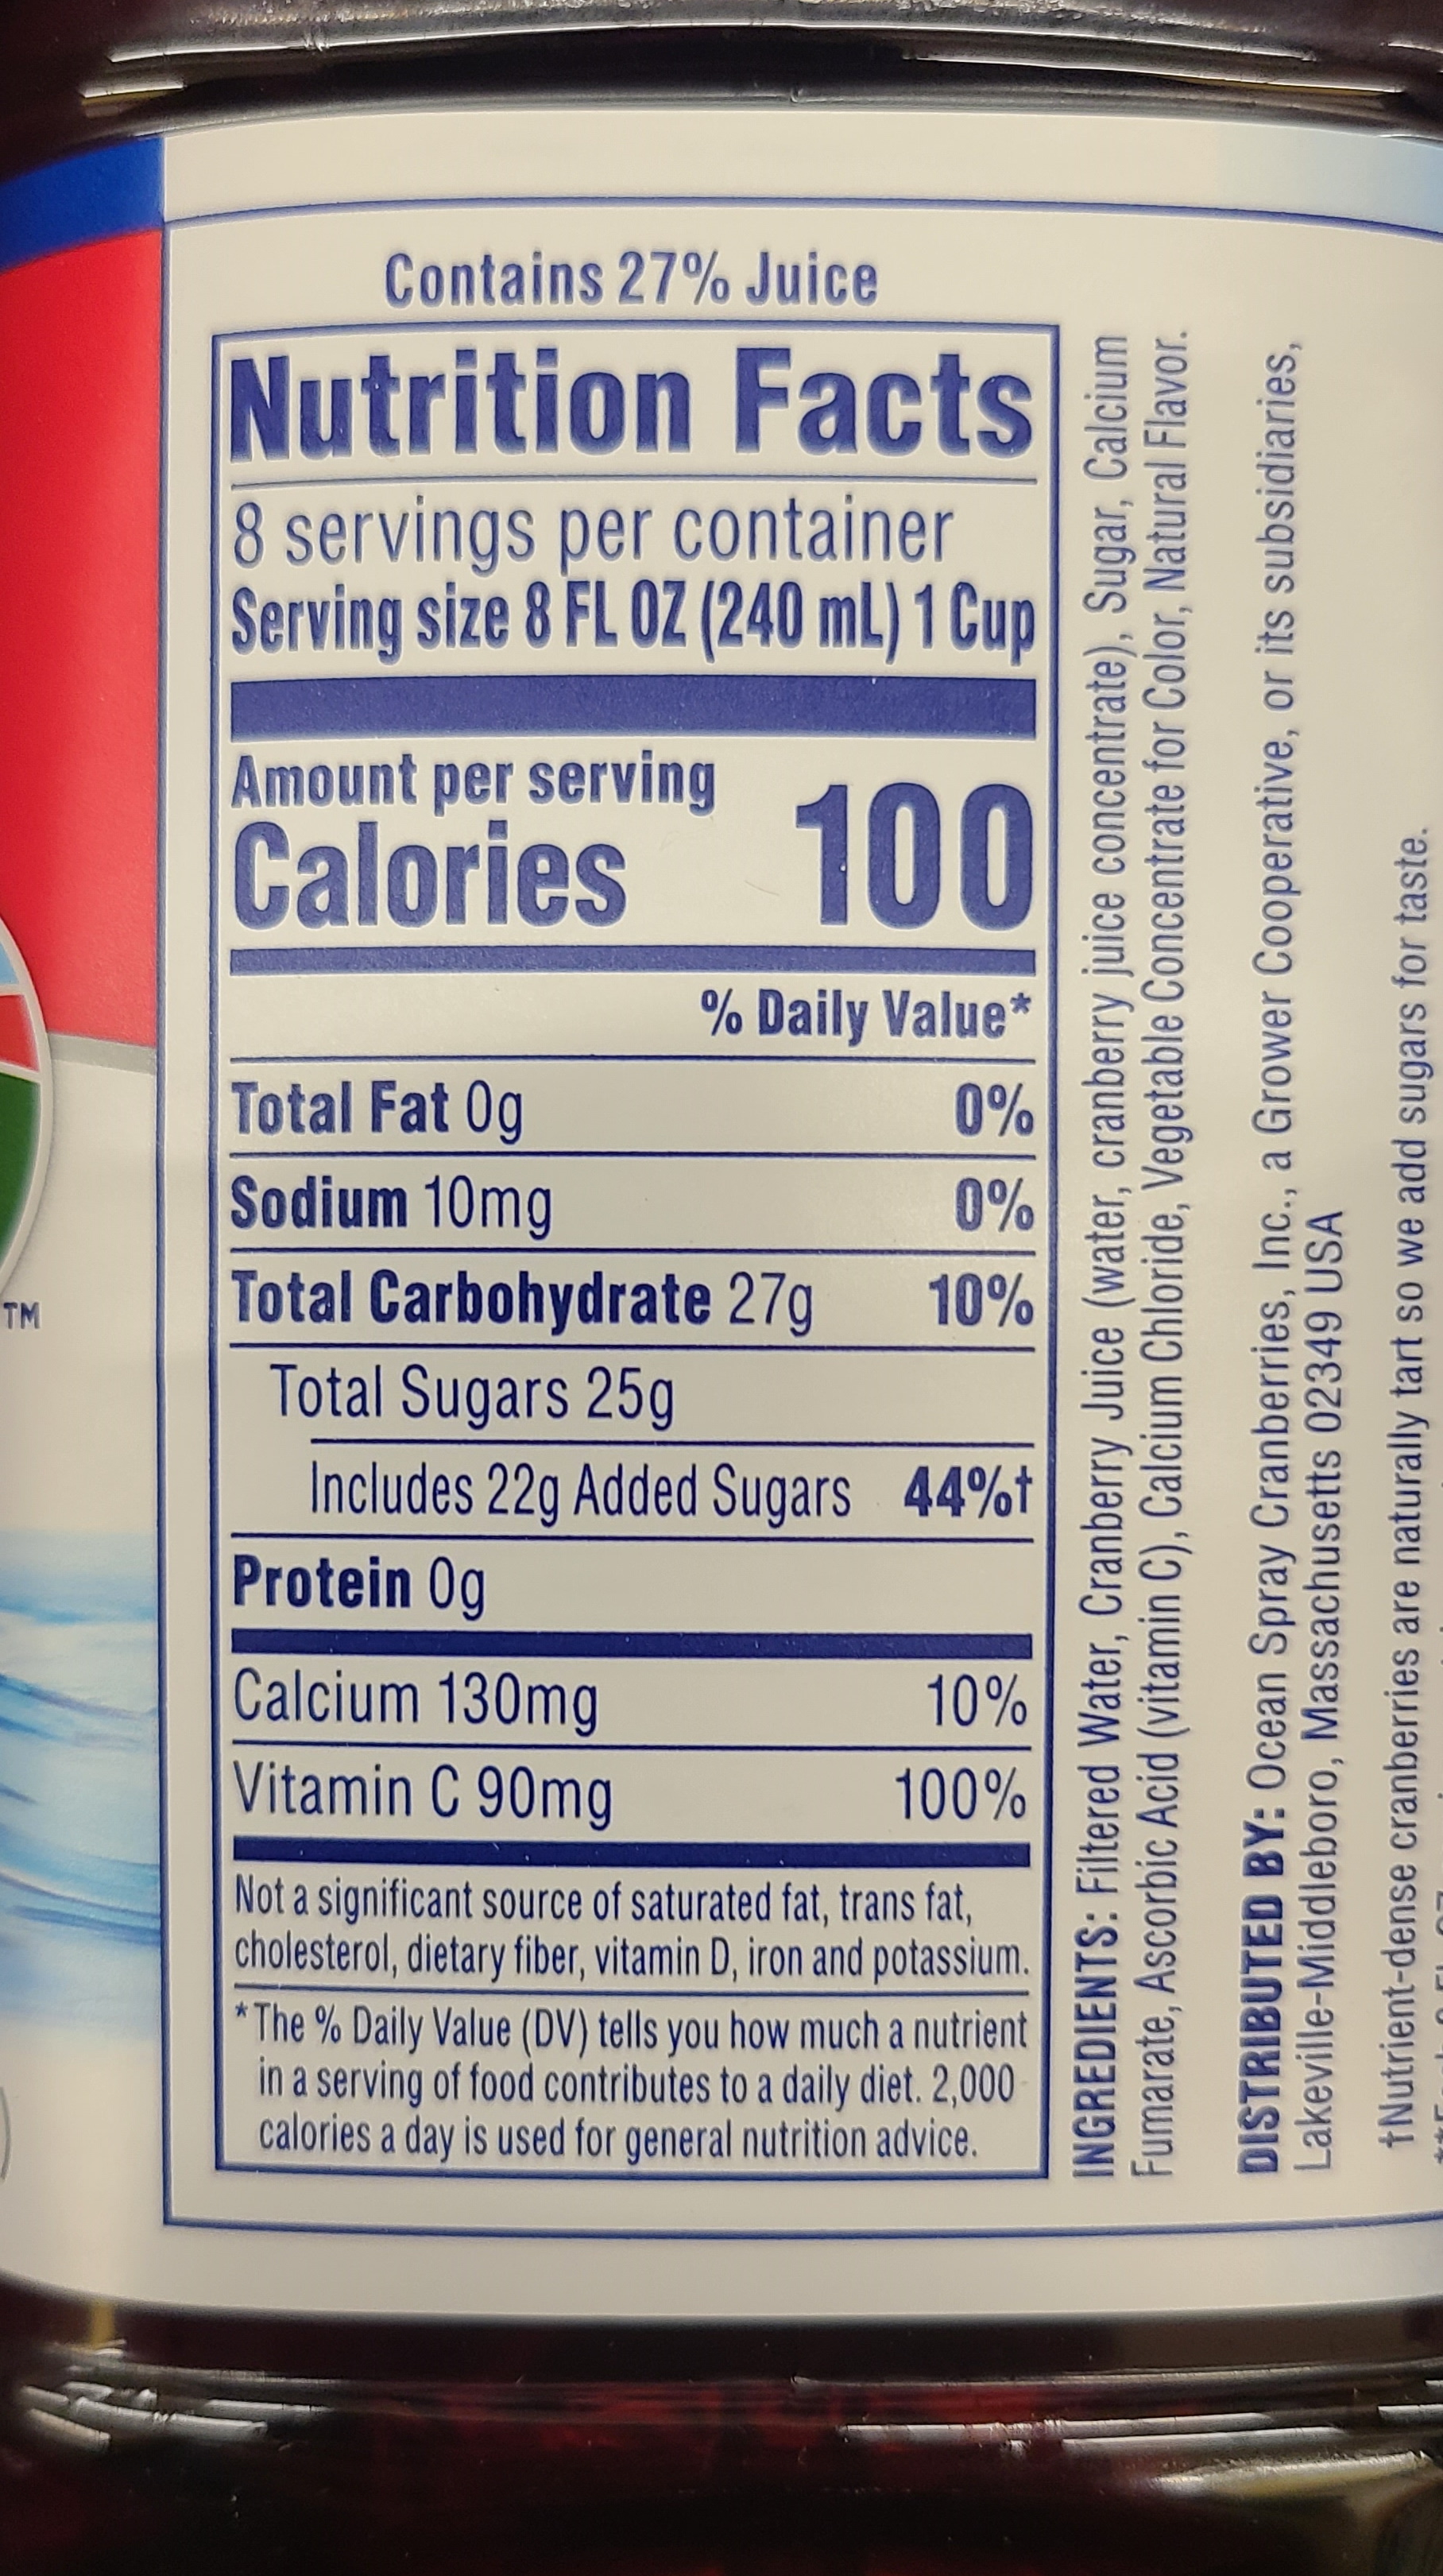 Contains 27% Juice
Nutrition Facts
8 servings per container
Serving size 8 FL OZ (240 mL) 1 Cup
Amount per serving
Calories 100
% Daily Value*
Total Fat 0g 0%
Sodium 10mg 0%
Total Carbohydrate 27g 10%
Total Sugars 25g
Includes 22g Added Sugars 44%†
Protein 0g
Calcium 130mg 10%
Vitamin C 90mg 100%
Not a significant source of saturated fat, trans fat,
cholesterol, dietary fiber, vitamin D, iron and potassium.
*The % Daily Value (DV) tells you how much a nutrient
in a serving of food contributes to a daily diet. 2,000
calories a day is used for general nutrition advice.
INGREDIENTS: Filtered Water, Cranberry Juice (water, cranberry juice concentrate), Sugar, Calcium
Fumarate, Ascorbic Acid (vitamin C), Calcium Chloride, Vegetable Concentrate for Color, Natural Flavor.
DISTRIBUTED BY: Ocean Spray Cranberries, Inc., a Grower Cooperative, or its subsidiaries,
Lakeville-Middleboro, Massachusetts 02349 USA
†Nutrient-dense cranberries are naturally tart so we add sugars for taste.
TM